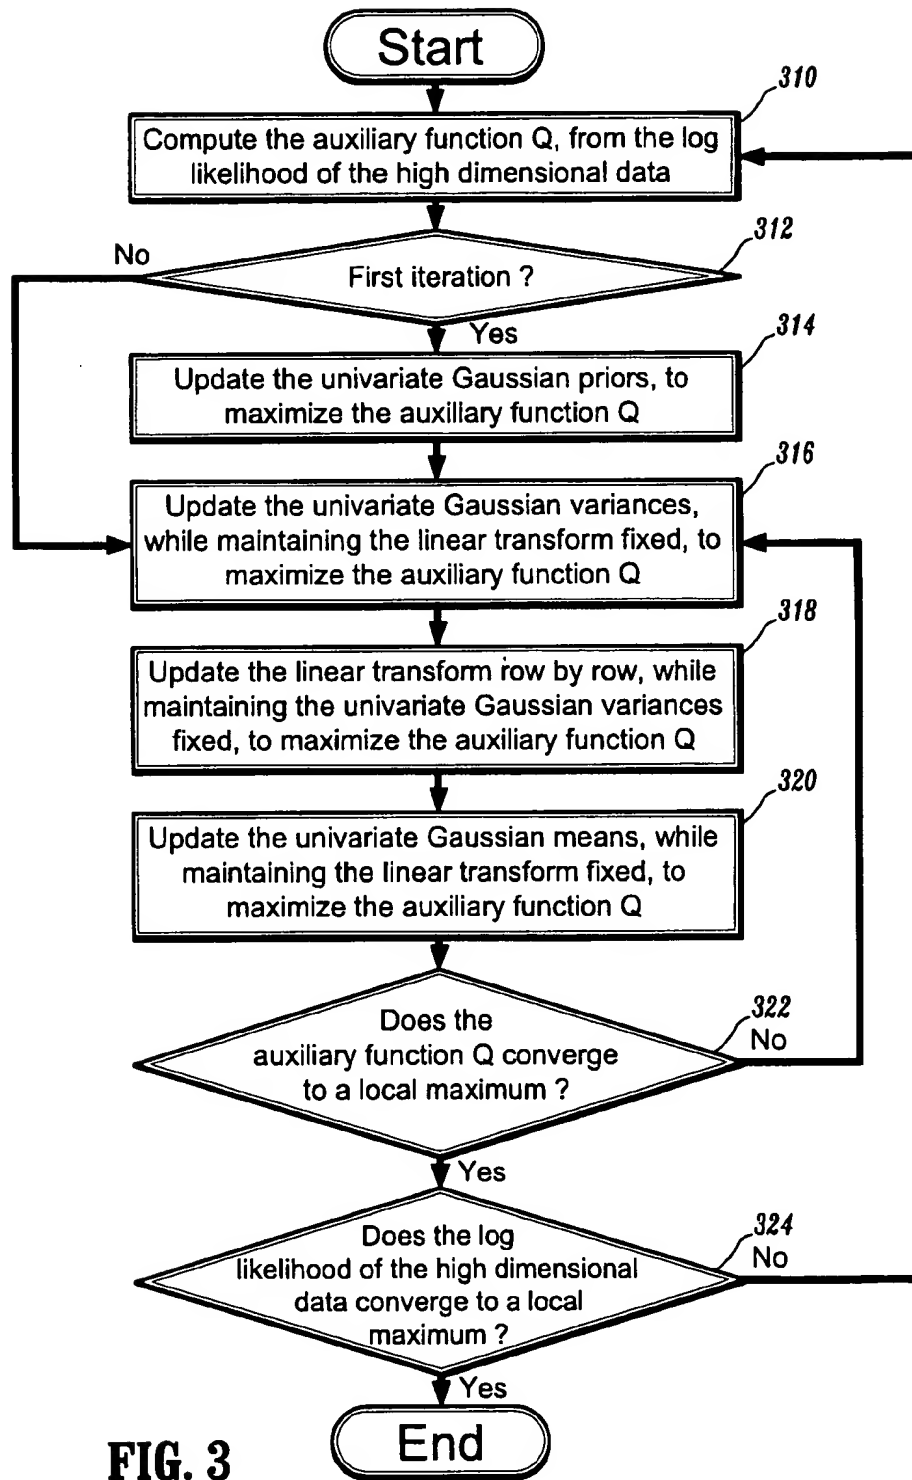 Start
310
Compute the auxiliary function Q, from the log
likelihood of the high dimensional data
312
No
First iteration ?
Yes
314
Update the univariate Gaussian priors, to
maximize the auxillary function Q
316
Update the univariate Gaussian variances,
while maintaining the linear transform fixed, to
maximize the auxiliary function Q
318
Update the linear transform row by row, while
maintaining the univariate Gaussian variances
fixed, to maximize the auxiliary function Q
320
Update the univariate Gaussian means, while
maintaining the linear transform fixed, to
maximize the auxiliary function Q
322
Does the
auxiliary function Q converge
to a local maximum ?
No
Yes
324
Does the log
likelihood of the high dimensional
data converge to a local
maximum ?
No
Yes
End
FIG. 3